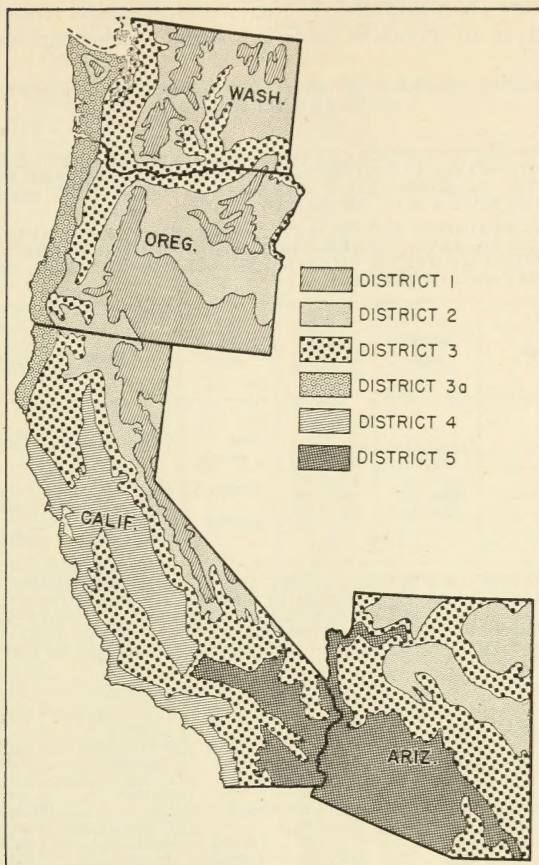 WASH.
OREG.
DISTRICT 1
DISTRICT 2
DISTRICT 3
DISTRICT 3a
DISTRICT 4
DISTRICT 5
CALIF.
ARIZ.